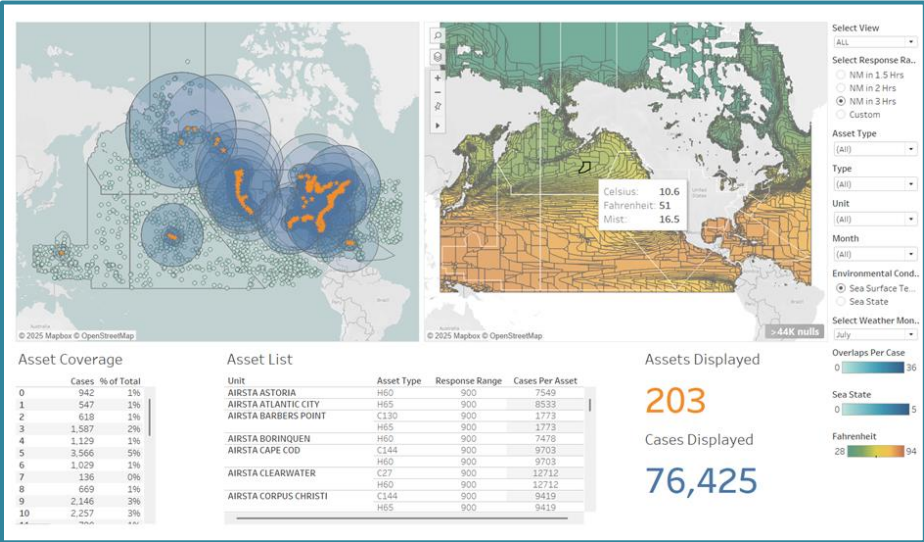 © 2025 Mapbox © OpenStreetMap
Celsius: 10.6
Fahrenheit: 51
Mist: 16.5
United States
Brazil
Australia
© 2025 Mapbox © OpenStreetMap
>44K nulls
Select View
ALL
Select Response Ra..
NM in 1.5 Hrs
NM in 2 Hrs
NM in 3 Hrs
Custom
Asset Type
(All)
Type
(All)
Unit
(All)
Month
(All)
Environmental Cond..
Sea Surface Te...
Sea State
Select Weather Mon..
July
Overlaps Per Case
0 36
Sea State
0 5
Fahrenheit
28 94
Asset Coverage
Cases % of Total
0 942 1%
1 547 1%
2 618 1%
3 1,587 2%
4 1,129 1%
5 3,566 5%
6 1,029 1%
7 136 0%
8 669 1%
9 2,146 3%
10 2,257 3%
Asset List
Unit Asset Type Response Range Cases Per Asset
AIRSTA ASTORIA H60 900 7549
AIRSTA ATLANTIC CITY H65 900 8533
AIRSTA BARBERS POINT C130 900 1773
H65 900 1773
AIRSTA BORINQUEN H60 900 7478
AIRSTA CAPE COD C144 900 9703
H60 900 9703
AIRSTA CLEARWATER C27 900 12712
H60 900 12712
AIRSTA CORPUS CHRISTI C144 900 9419
H65 900 9419
Assets Displayed
203
Cases Displayed
76,425